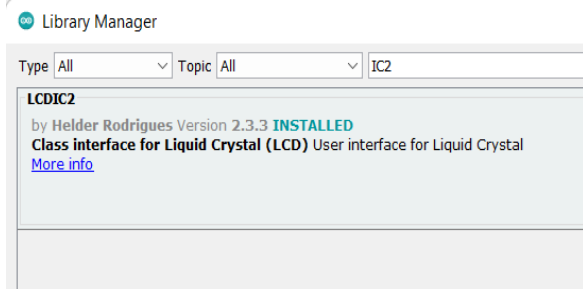 Library Manager
Type All Topic All IC2
LCDIC2
by Helder Rodrigues Version 2.3.3 INSTALLED
Class interface for Liquid Crystal (LCD) User interface for Liquid Crystal
More info